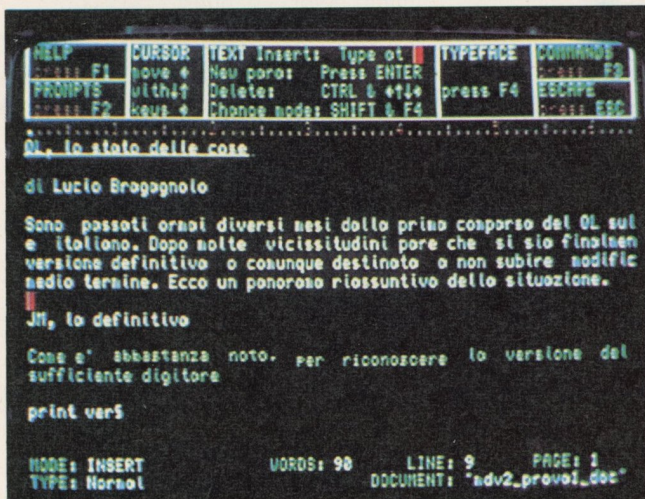 HELP CURSOR TEXT Insert: Type at TYPEFACE COMMANDS
press F1 move Press ENTER press F3
New para:
PROMPTS with Delete: CTRL & ←↑↓→ press F4 ESCAPE
press F2 keys Change mode: SHIFT & F4 press ESC
QL, lo stato delle cose
di Lucio Bragagnolo
Sono passati ormai diversi mesi dalla prima comparsa del QL sul
e italiano. Dopo molte vicissitudini pare che si sia finalmen
versione definitiva o comunque destinata a non subire modific
medio termine. Ecco un panorama riassuntivo della situazione.
JM, la definitiva
Come e' abbastanza noto. per riconoscere la versione del
sufficiente digitare
print ver$
MODE: INSERT WORDS: 90 LINE: 9 PAGE: 1
TYPE: Normal DOCUMENT: "mdv2_prova1_doc"